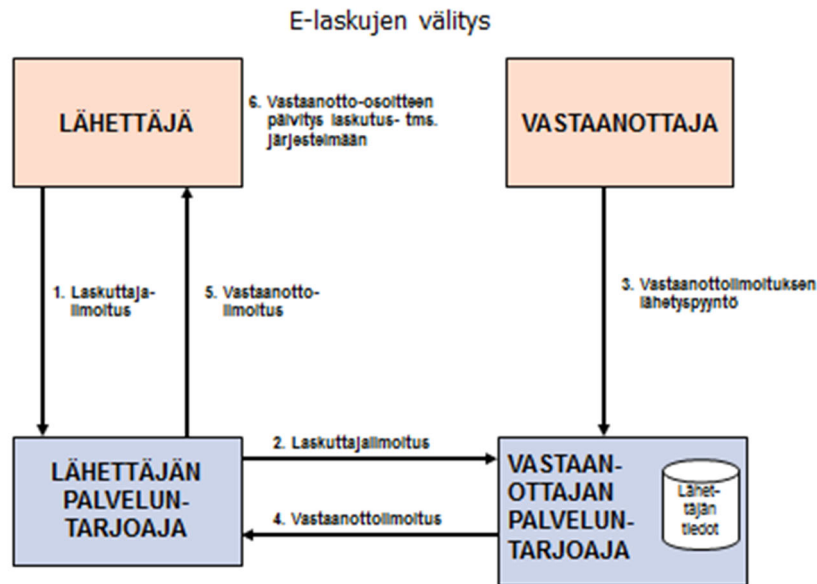 E-laskujen välitys
LÄHETTÄJÄ
6. Vastaanotto-osoitteen
päivitys laskutus- tms.
järjestelmään
VASTAANOTTAJA
1. Laskuttaja-
ilmoitus
5. Vastaanotto-
ilmoitus
3. Vastaanottoilmoituksen
lähetyspyyntö
LÄHETTÄJÄN
PALVELUN-
TARJOAJA
2. Laskuttajailmoitus
4. Vastaanottoilmoitus
VASTAAN-
OTTAJAN
PALVELUN-
TARJOAJA
Lähet-
täjän
tiedot